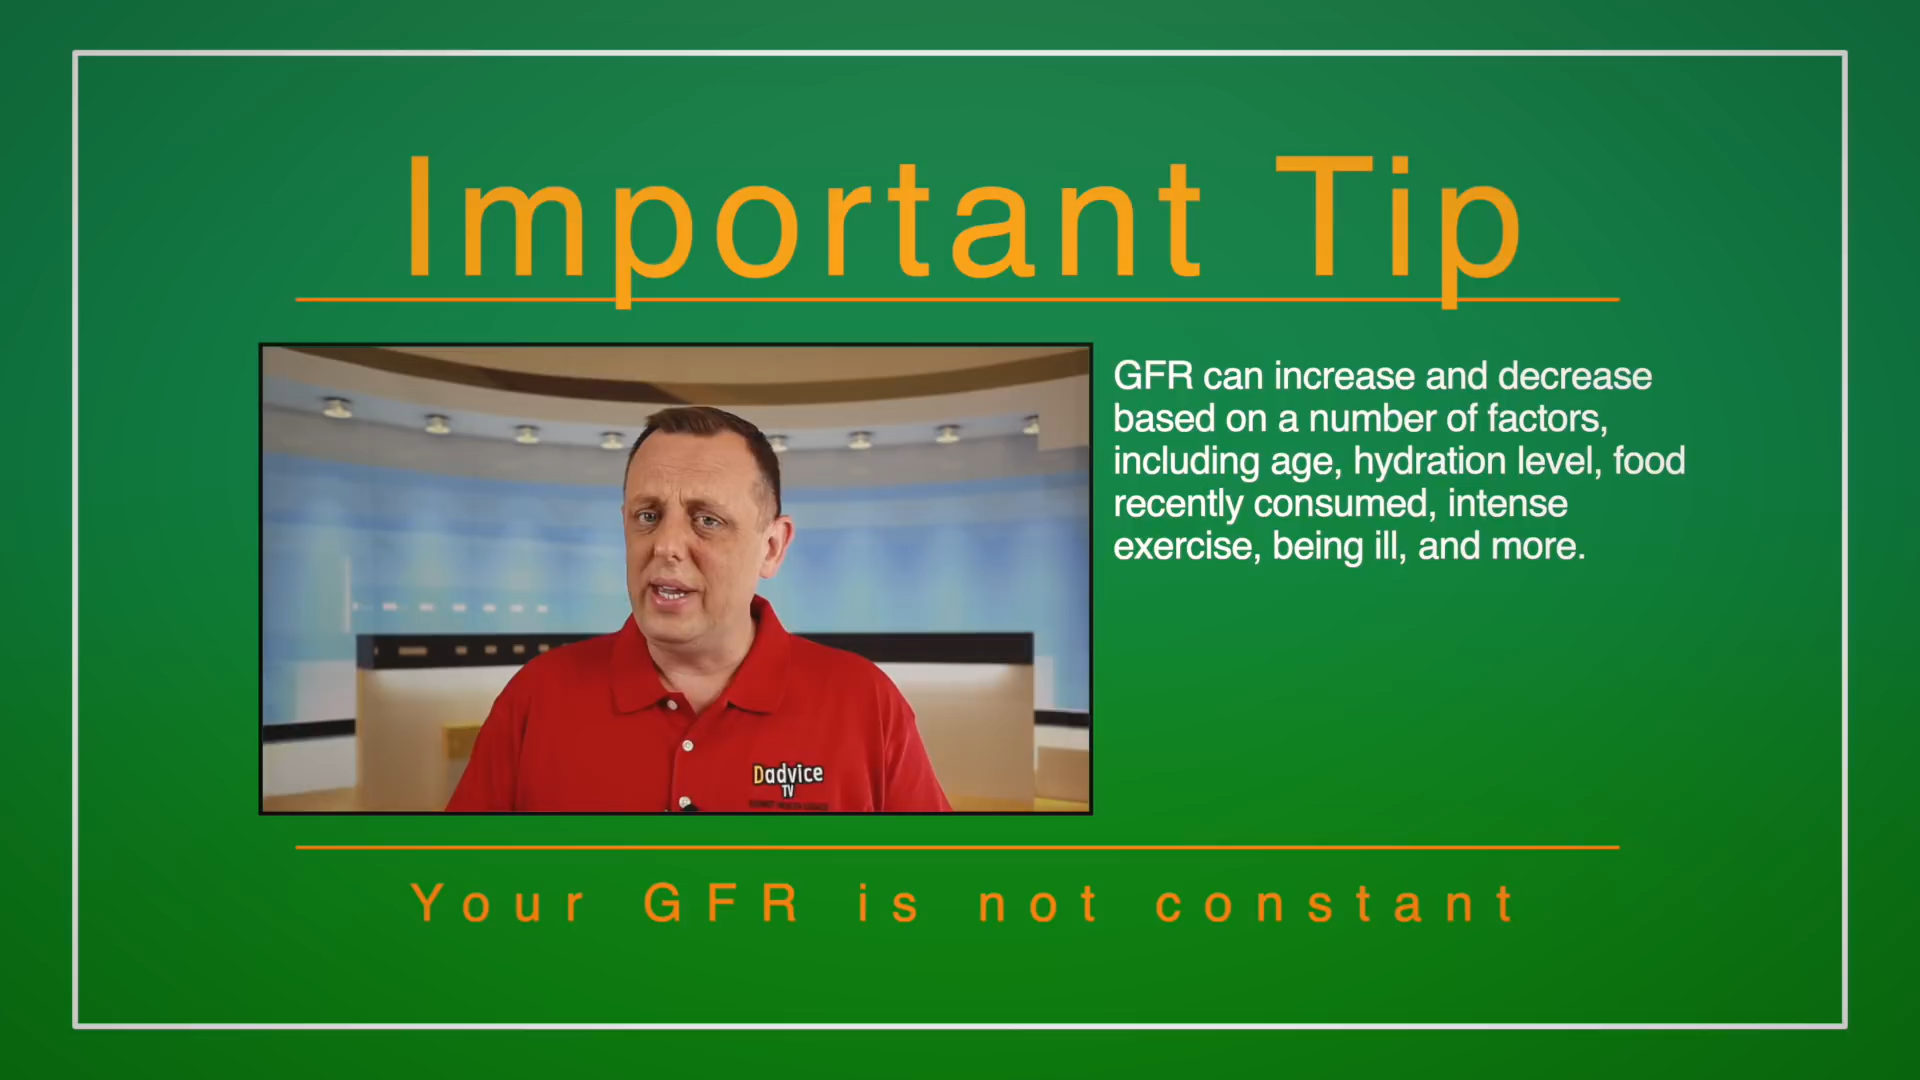 Important Tip
GFR can increase and decrease
based on a number of factors,
including age, hydration level, food
recently consumed, intense
exercise, being ill, and more.
Dadvice
TV
Your GFR is not constant